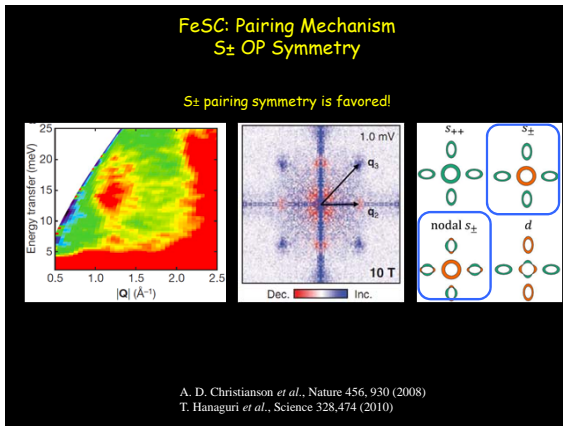 FeSC: Pairing Mechanism
S± OP Symmetry
S± pairing symmetry is favored!
Energy transfer (meV)
25
20
15
10
5
0
0.5 1.0 1.5 2.0 2.5
|Q| (Å⁻¹)
1.0 mV
q₃
q₂
10 T
Dec. Inc.
s₊₊ s±
nodal s± d
A. D. Christianson et al., Nature 456, 930 (2008)
T. Hanaguri et al., Science 328,474 (2010)